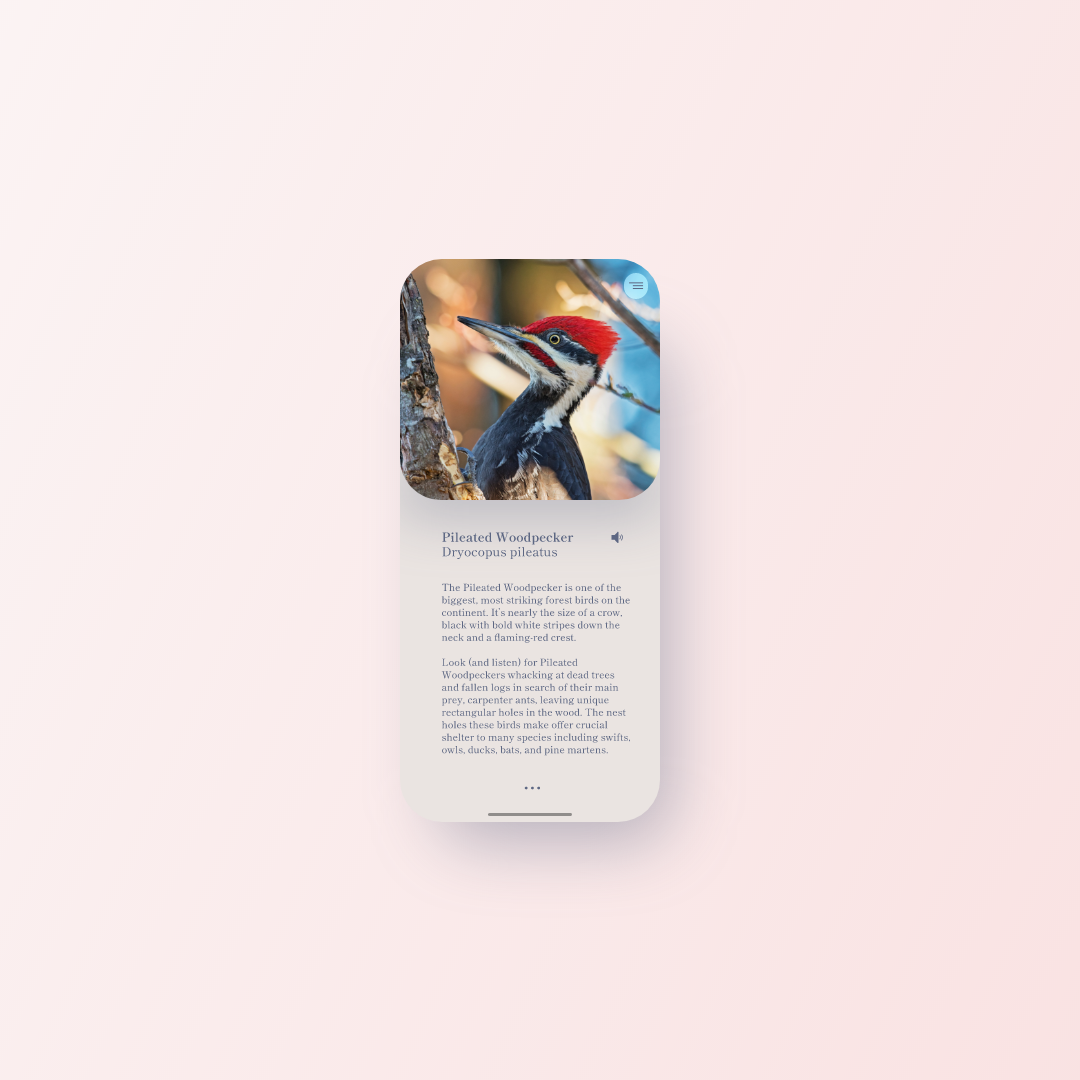 Pileated Woodpecker
Dryocopus pileatus
The Pileated Woodpecker is one of the
biggest, most striking forest birds on the
continent. It's nearly the size of a crow,
black with bold white stripes down the
neck and a flaming-red crest.
Look (and listen) for Pileated
Woodpeckers whacking at dead trees
and fallen logs in search of their main
prey, carpenter ants, leaving unique
rectangular holes in the wood. The nest
holes these birds make offer crucial
shelter to many species including swifts,
owls, ducks, bats, and pine martens.